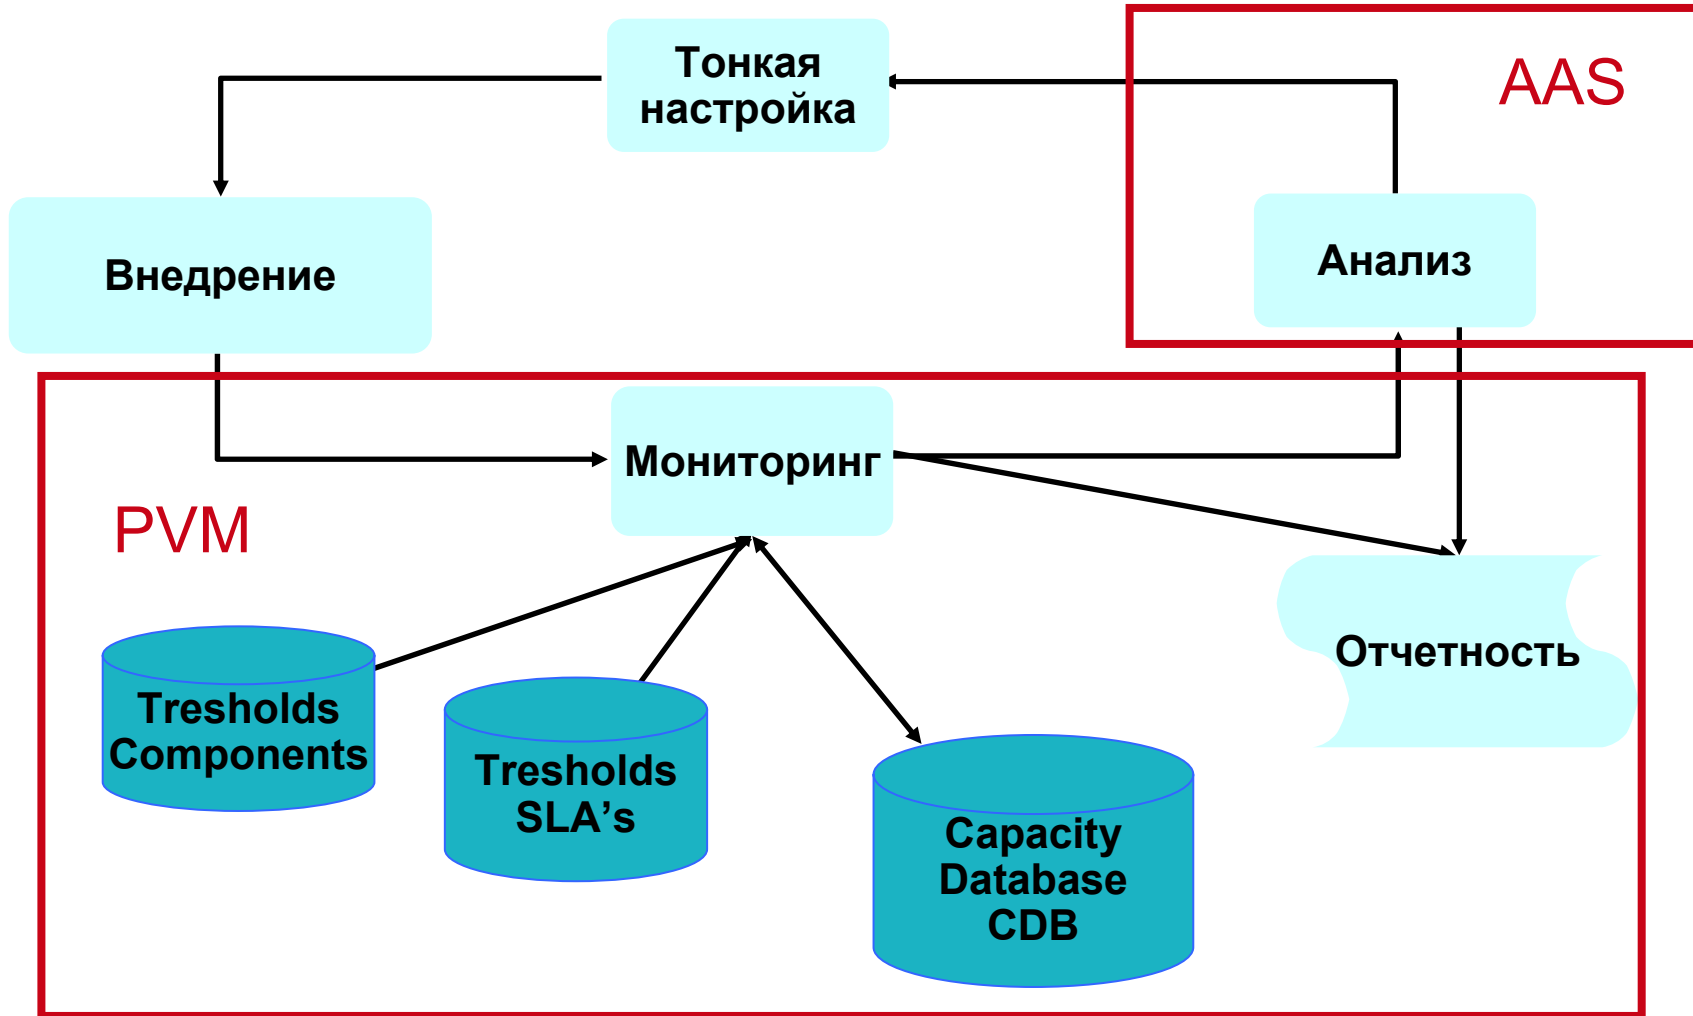 Тонкая
настройка
AAS
Внедрение
Анализ
Мониторинг
PVM
Отчетность
Tresholds
Components
Tresholds
SLA’s
Capacity
Database
CDB